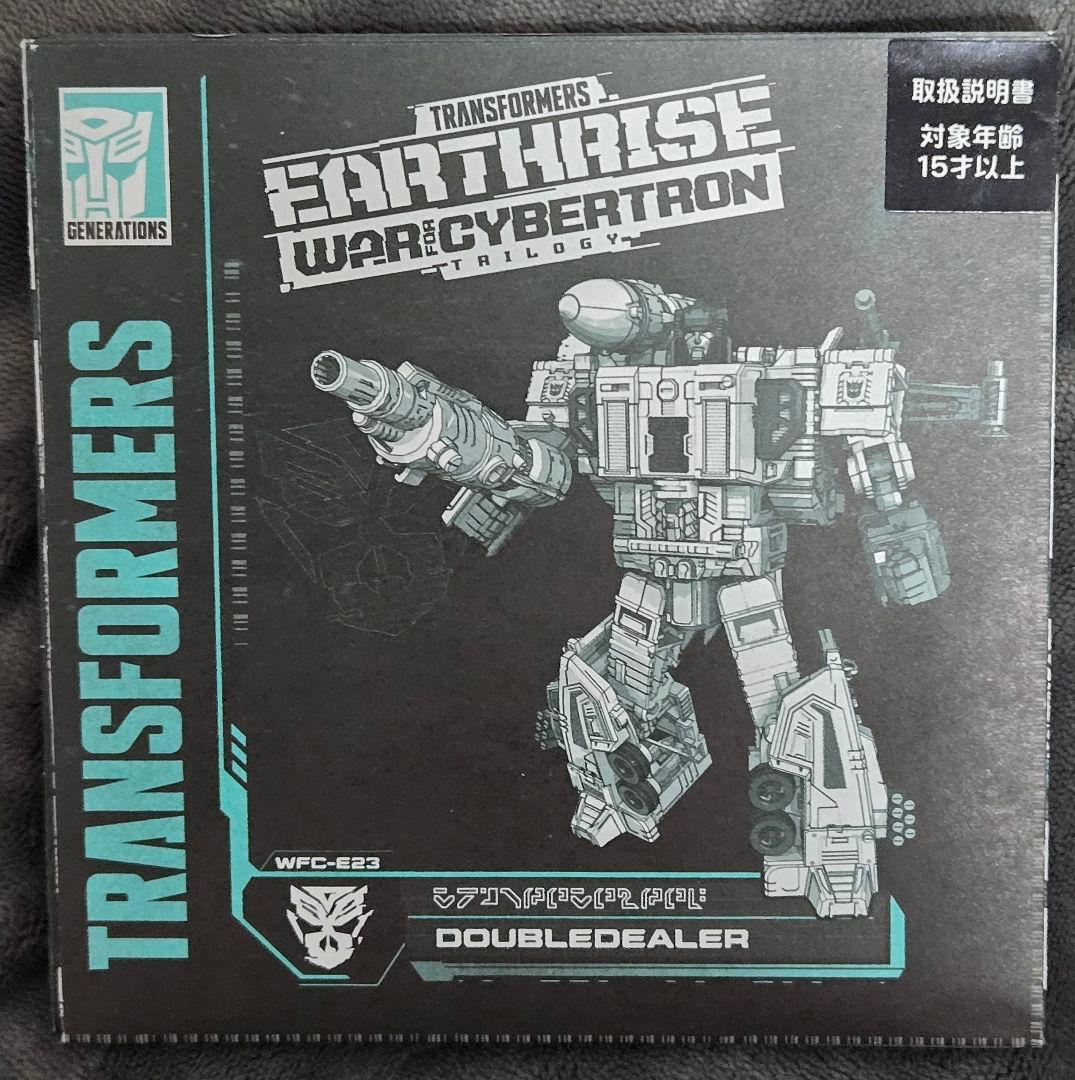 取扱説明書
対象年齢
15才以上
GENERATIONS
TRANSFORMERS
TRANSFORMERS
EARTHRISE
WAR FOR CYBERTRON
TRILOGY
WFC-E23
DOUBLEDEALER